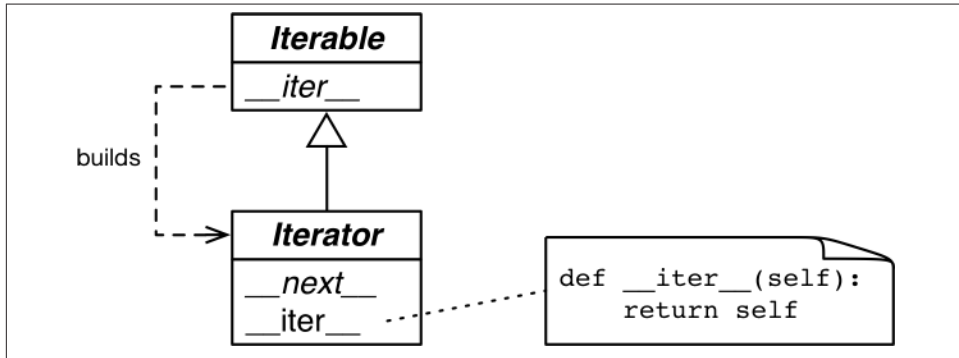 Iterable
__iter__
builds
Iterator
__next__
__iter__
def __iter__(self):
    return self